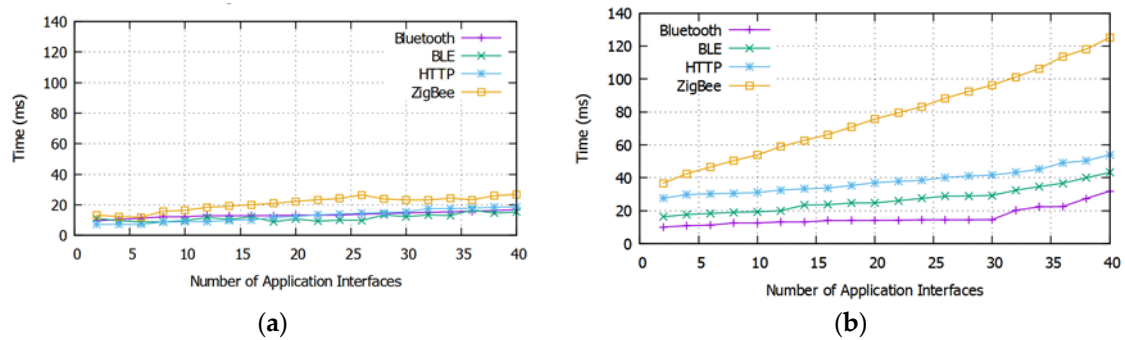 140
120
100
80
60
40
20
0
Time (ms)
Bluetooth
BLE
HTTP
ZigBee
0 5 10 15 20 25 30 35 40
Number of Application Interfaces
(a)
140
120
100
80
60
40
20
0
Time (ms)
Bluetooth
BLE
HTTP
ZigBee
0 5 10 15 20 25 30 35 40
Number of Application Interfaces
(b)